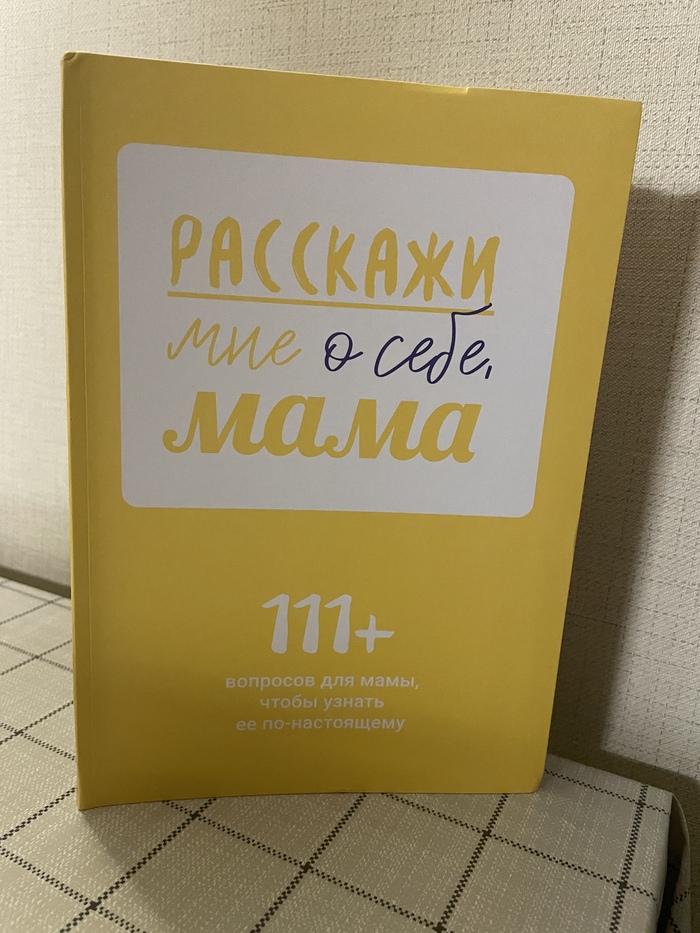 РАССКАЖИ
мне о себе,
мама
111+
вопросов для мамы,
чтобы узнать
ее по-настоящему